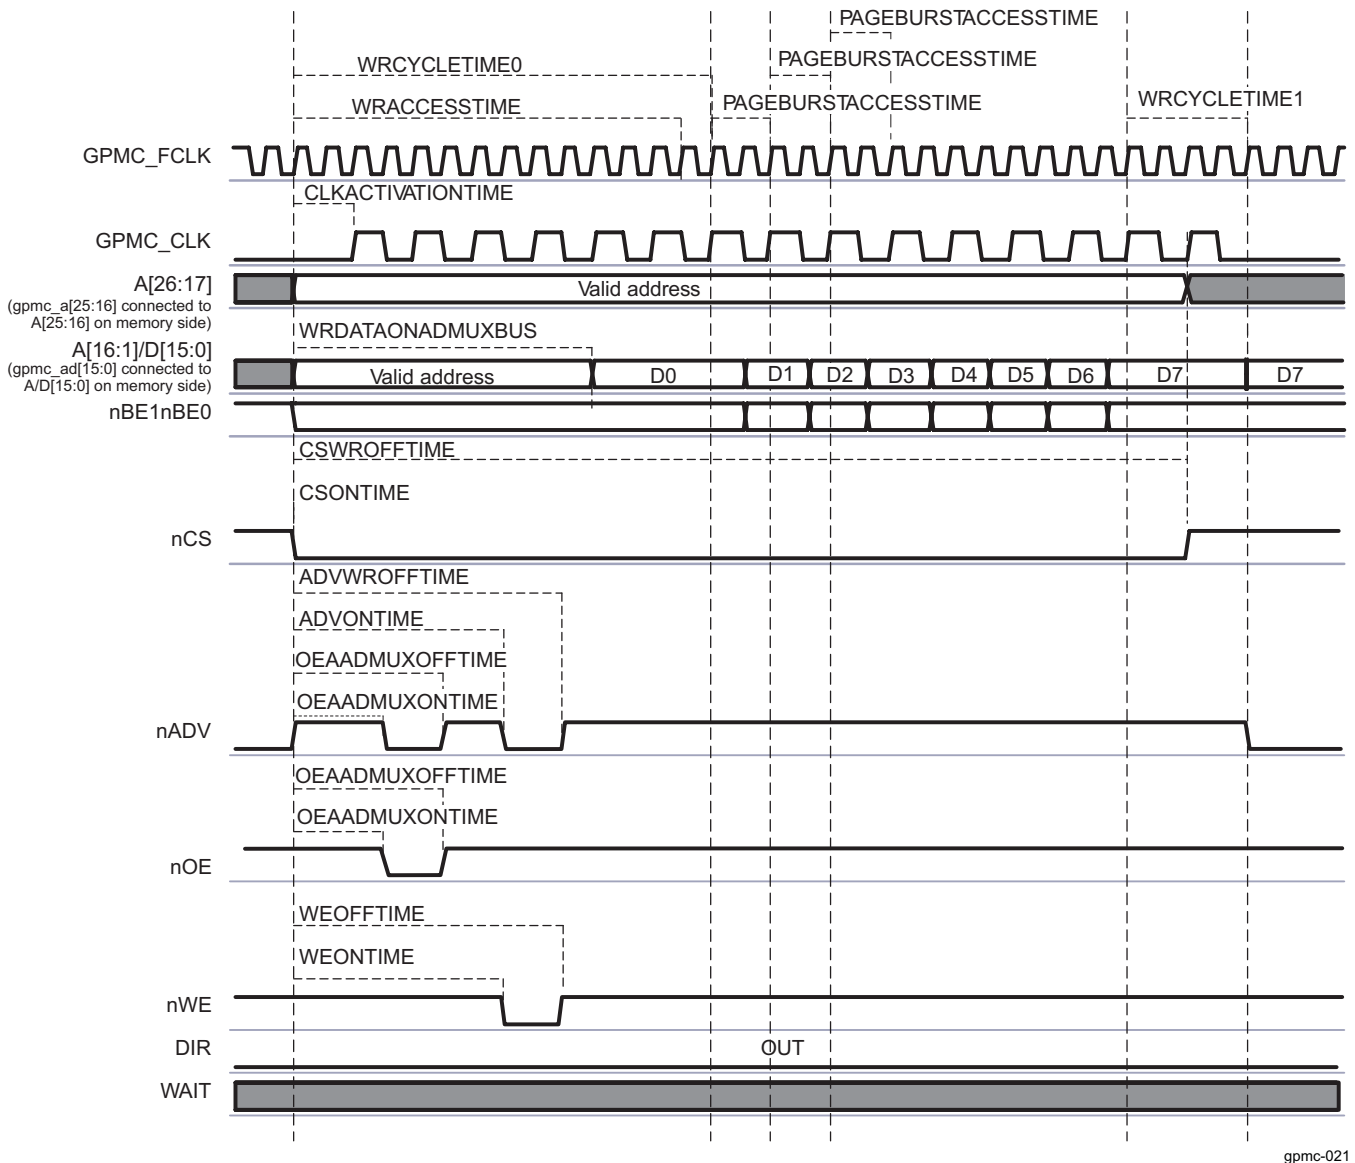 PAGEBURSTACCESSTIME
WRCYCLETIME0
PAGEBURSTACCESSTIME
WRACCESSTIME
PAGEBURSTACCESSTIME
WRCYCLETIME1
GPMC_FCLK
CLKACTIVATIONTIME
GPMC_CLK
A[26:17]
(gpmc_a[25:16] connected to
A[25:16] on memory side)
Valid address
WRDATAONADMUXBUS
A[16:1]/D[15:0]
(gpmc_ad[15:0] connected to
A/D[15:0] on memory side)
Valid address D0 D1 D2 D3 D4 D5 D6 D7 D7
nBE1nBE0
CSWROFFTIME
CSONTIME
nCS
ADVWROFFTIME
ADVONTIME
OEAADMUXOFFTIME
OEAADMUXONTIME
nADV
OEAADMUXOFFTIME
OEAADMUXONTIME
nOE
WEOFFTIME
WEONTIME
nWE
DIR OUT
WAIT
gpmc-021